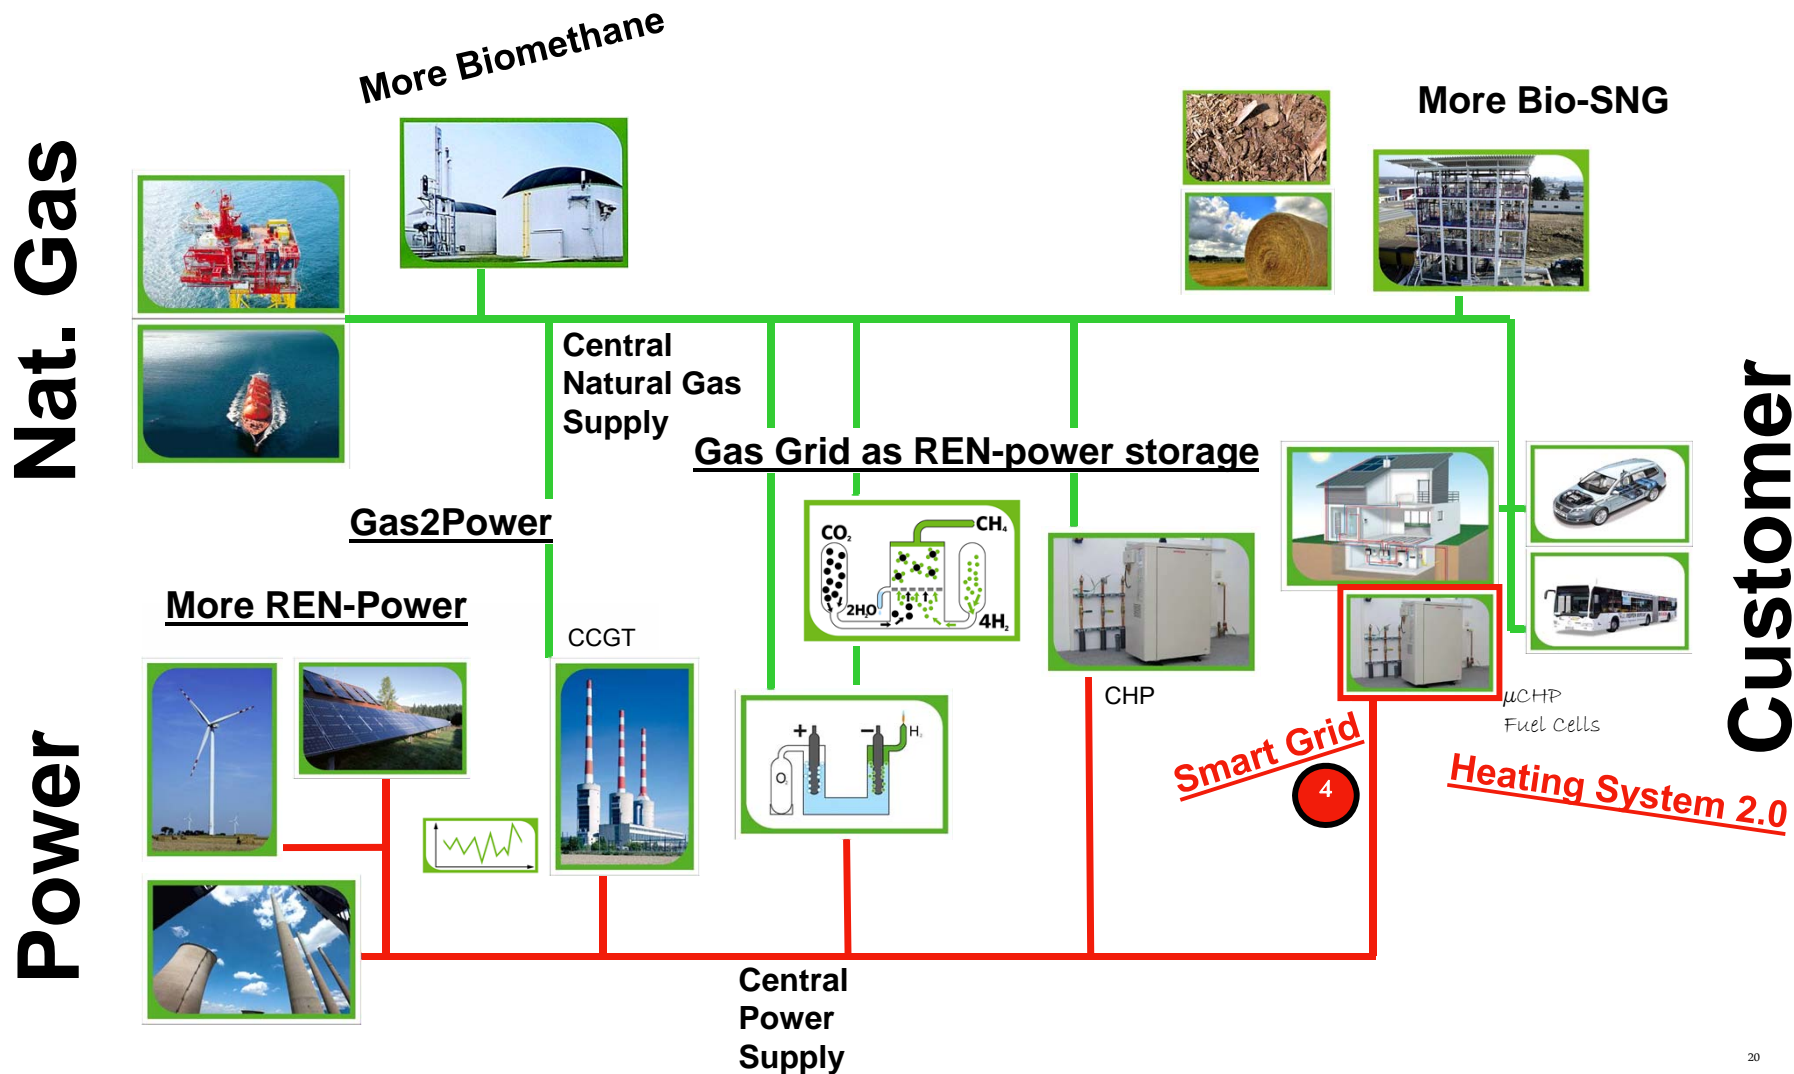 More Biomethane
More Bio-SNG
Nat. Gas
Central
Natural Gas
Supply
Gas Grid as REN-power storage
Gas2Power
CO₂
CH₄
2H₂O
4H₂
More REN-Power
CCGT
CHP
µCHP
Fuel Cells
Customer
Smart Grid
4
Heating System 2.0
+
−
H₂
O₂
Power
Central
Power
Supply
20